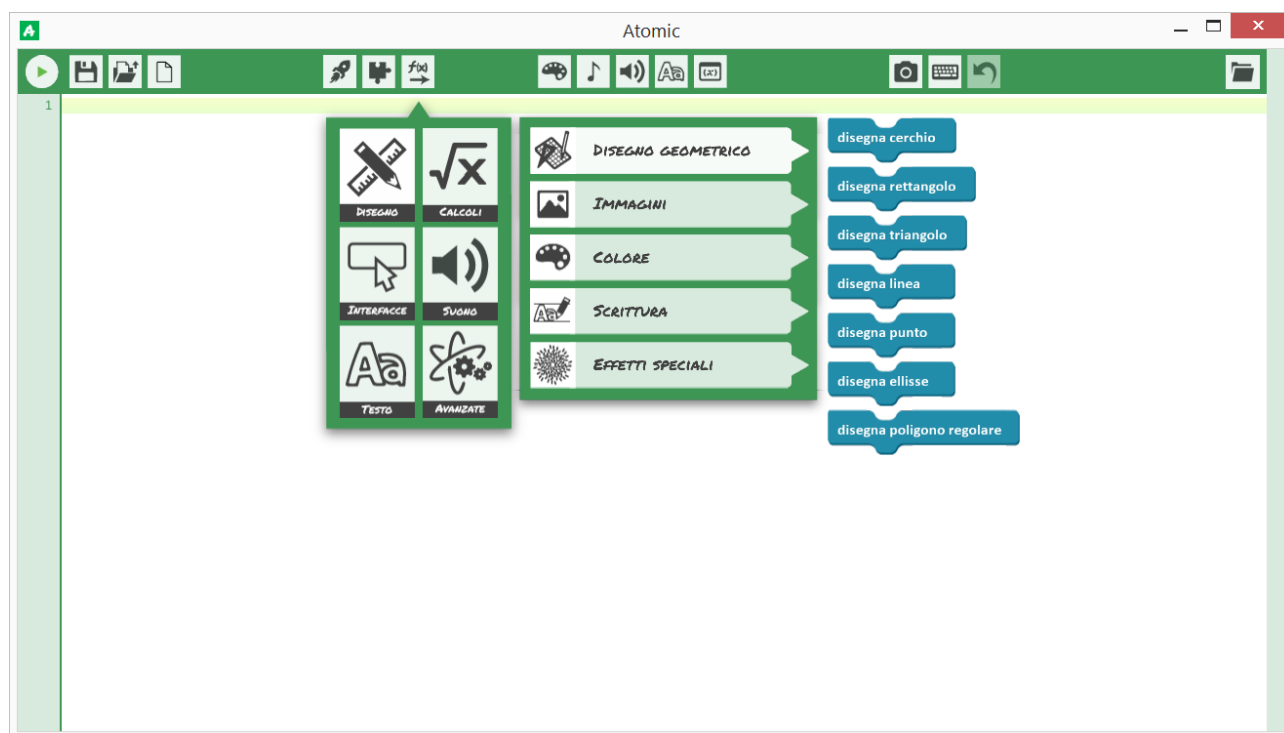 Atomic
f(x)
Aa
(x)
1
DISEGNO
CALCOLI
INTERFACCE
SUONO
TESTO
AVANZATE
DISEGNO GEOMETRICO
IMMAGINI
COLORE
SCRITTURA
EFFETTI SPECIALI
disegna cerchio
disegna rettangolo
disegna triangolo
disegna linea
disegna punto
disegna ellisse
disegna poligono regolare